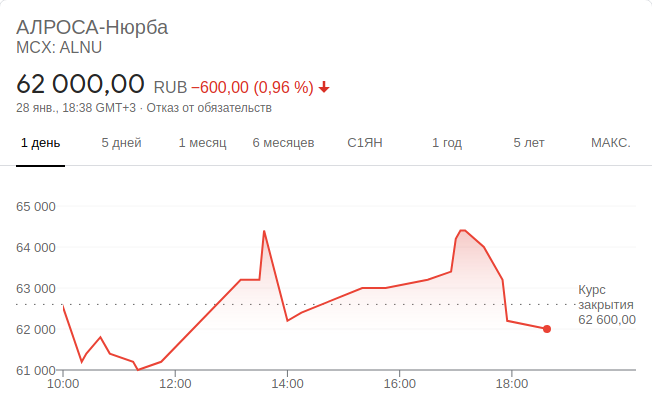 АЛРОСА-Нюрба
MCX: ALNU
62 000,00 RUB −600,00 (0,96 %)
28 янв., 18:38 GMT+3 · Отказ от обязательств
1 день 5 дней 1 месяц 6 месяцев С1ЯН 1 год 5 лет МАКС.
65 000
64 000
63 000
62 000
61 000
Курс
закрытия
62 600,00
10:00 12:00 14:00 16:00 18:00